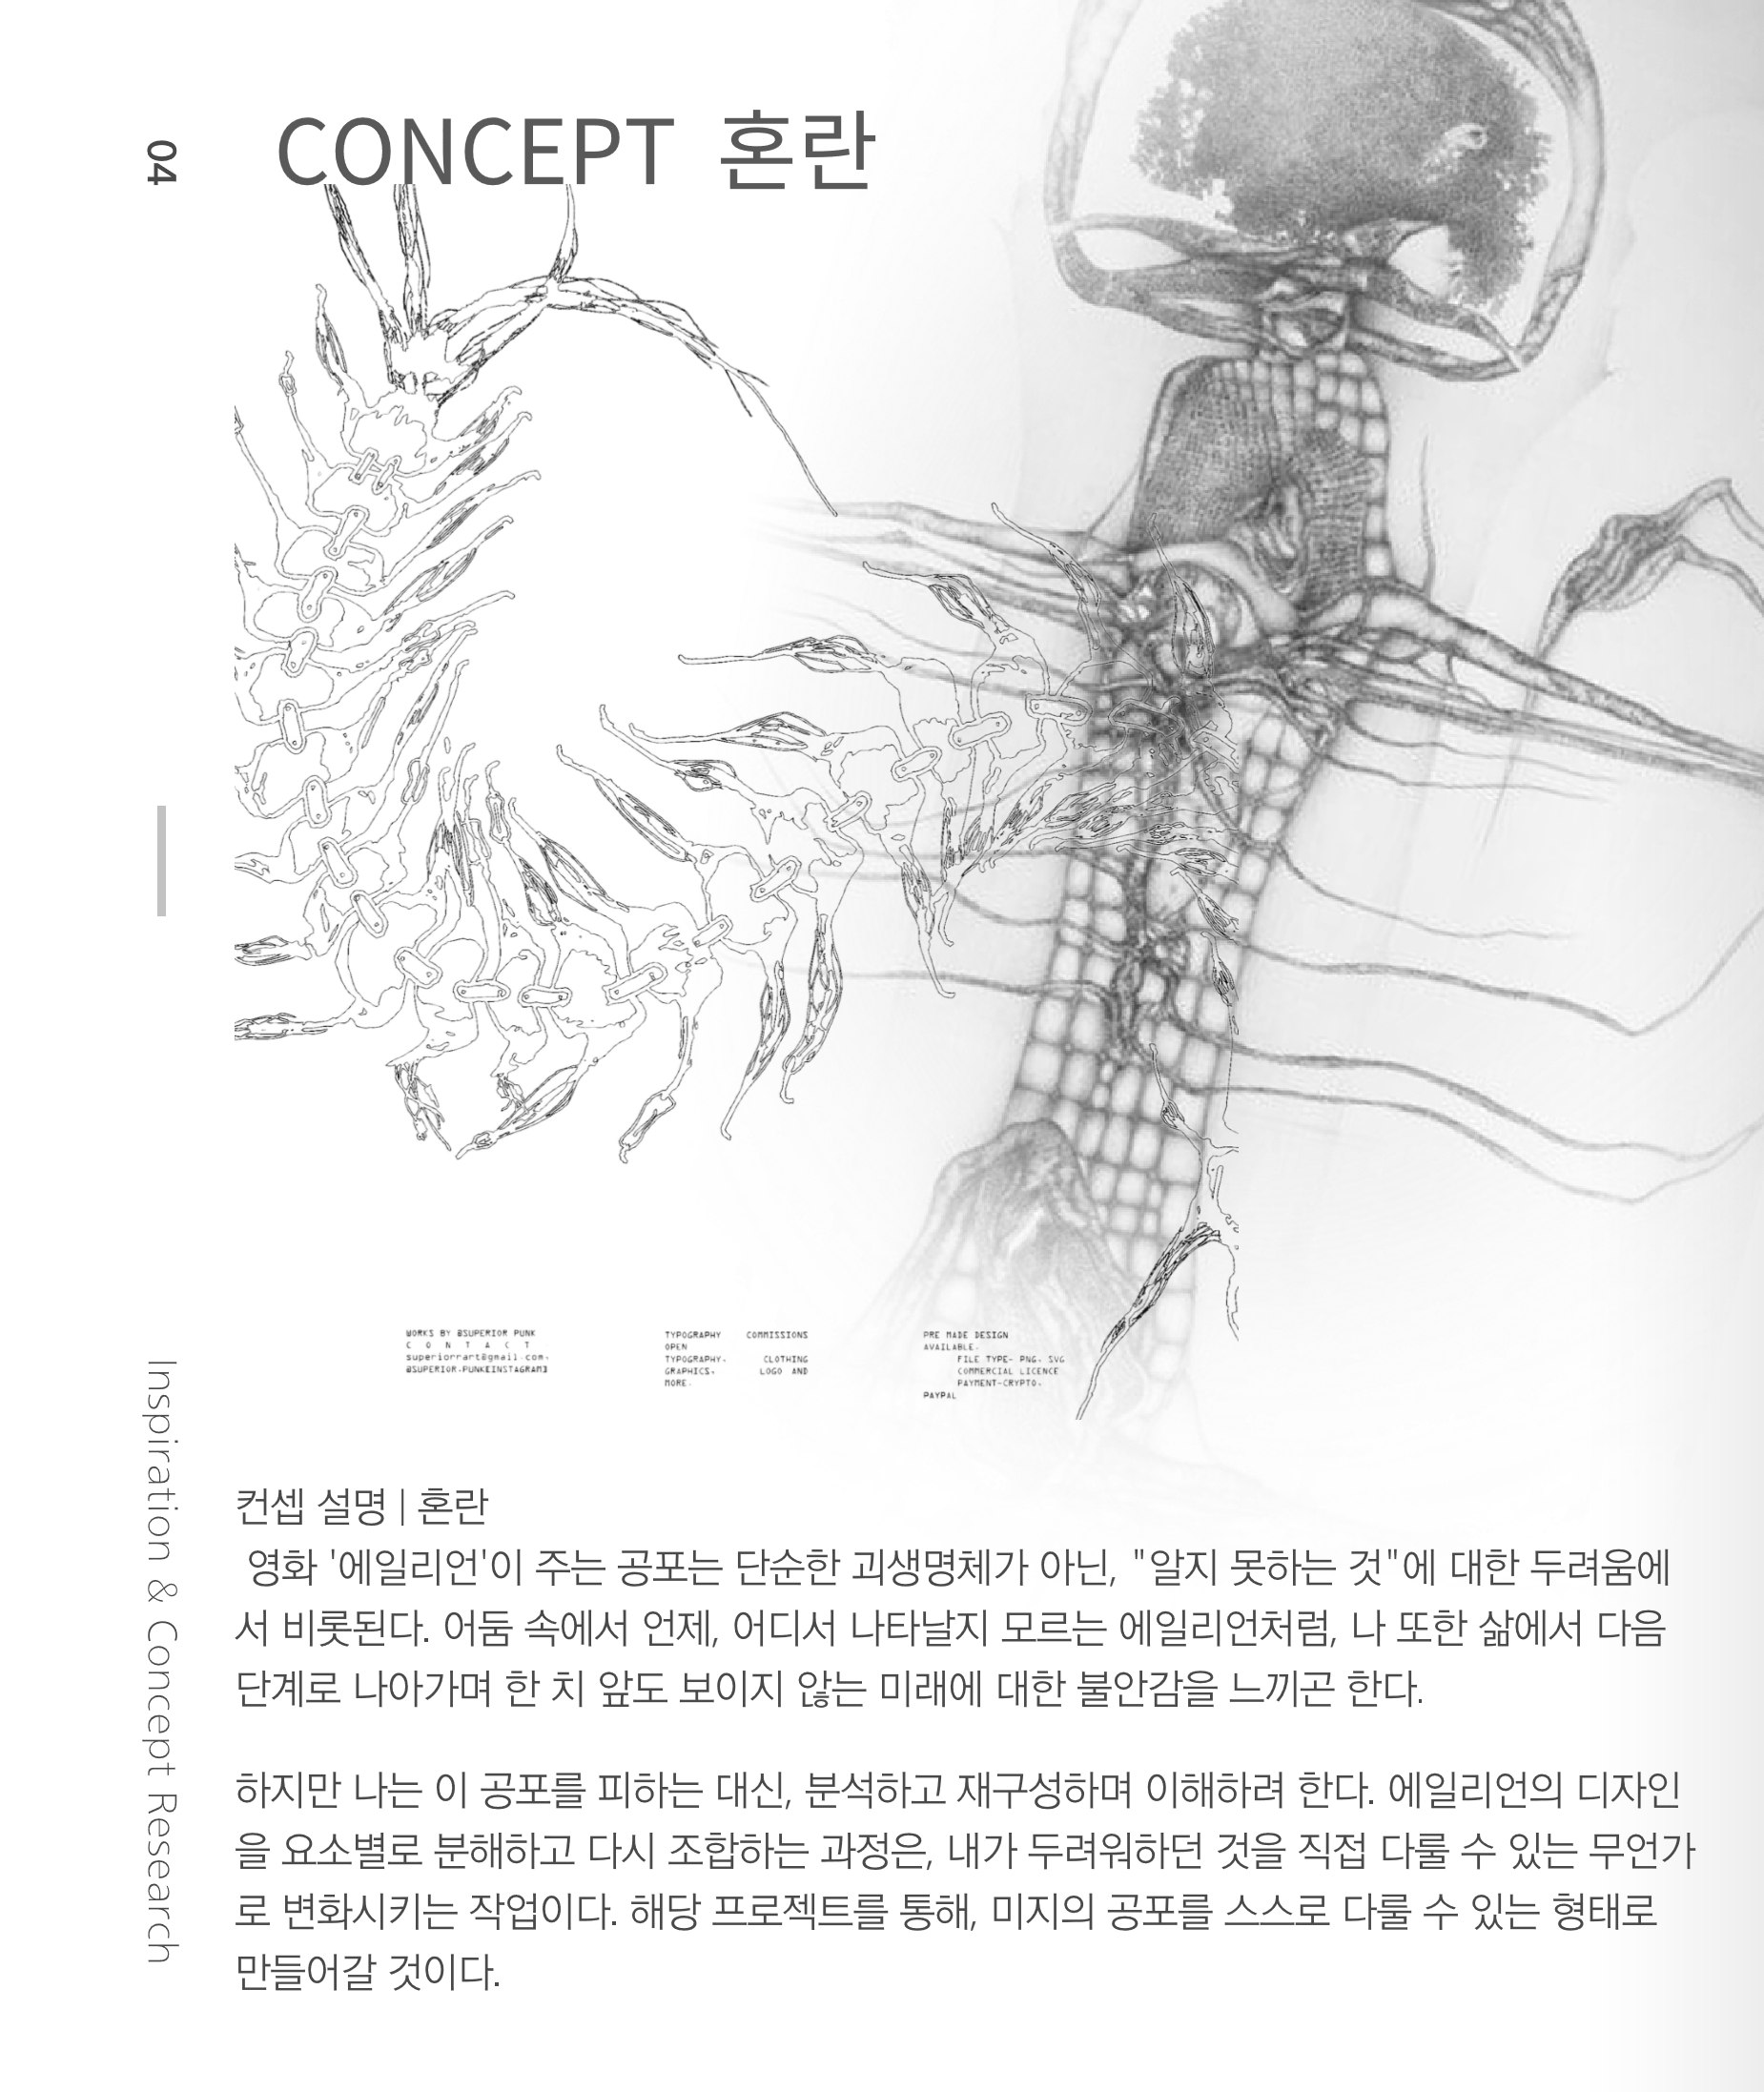 04
CONCEPT 혼란
WORKS BY @SUPERIOR PUNK
C O N T A C T
superiorrart@gmail.com.
@SUPERIOR.PUNK[INSTAGRAM]
TYPOGRAPHY COMMISSIONS
OPEN
TYPOGRAPHY. CLOTHING
GRAPHICS. LOGO AND
MORE.
PRE MADE DESIGN
AVAILABLE.
FILE TYPE- PNG. SVG
COMMERCIAL LICENCE
PAYMENT-CRYPTO.
PAYPAL
Inspiration & Concept Research
컨셉 설명 | 혼란
영화 '에일리언'이 주는 공포는 단순한 괴생명체가 아닌, "알지 못하는 것"에 대한 두려움에
서 비롯된다. 어둠 속에서 언제, 어디서 나타날지 모르는 에일리언처럼, 나 또한 삶에서 다음
단계로 나아가며 한 치 앞도 보이지 않는 미래에 대한 불안감을 느끼곤 한다.
하지만 나는 이 공포를 피하는 대신, 분석하고 재구성하며 이해하려 한다. 에일리언의 디자인
을 요소별로 분해하고 다시 조합하는 과정은, 내가 두려워하던 것을 직접 다룰 수 있는 무언가
로 변화시키는 작업이다. 해당 프로젝트를 통해, 미지의 공포를 스스로 다룰 수 있는 형태로
만들어갈 것이다.